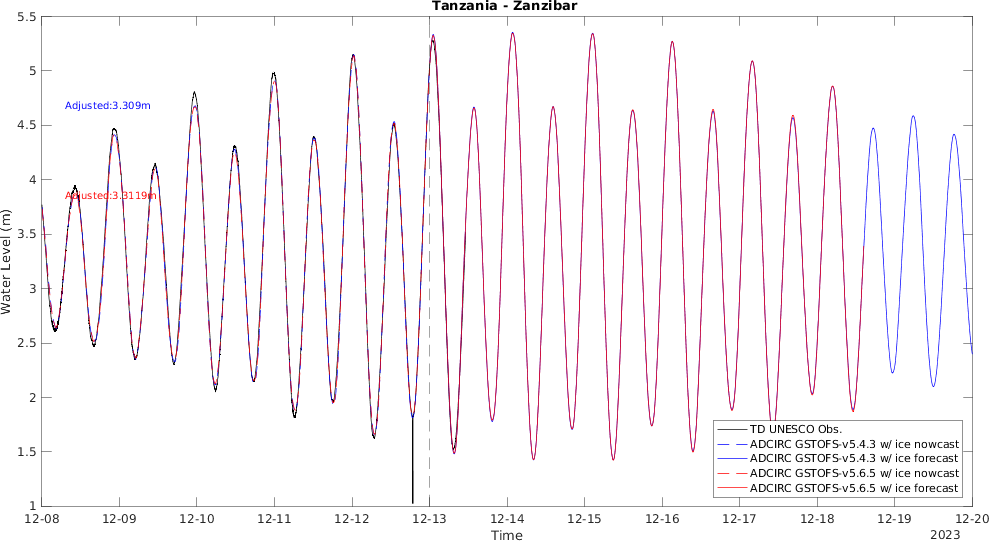 Tanzania - Zanzibar
5.5
5
4.5
4
3.5
3
2.5
2
1.5
1
Water Level (m)
Adjusted:3.309m
Adjusted:3.3119m
TD UNESCO Obs.
ADCIRC GSTOFS-v5.4.3 w/ ice nowcast
ADCIRC GSTOFS-v5.4.3 w/ ice forecast
ADCIRC GSTOFS-v5.6.5 w/ ice nowcast
ADCIRC GSTOFS-v5.6.5 w/ ice forecast
12-08 12-09 12-10 12-11 12-12 12-13 12-14 12-15 12-16 12-17 12-18 12-19 12-20
Time
2023